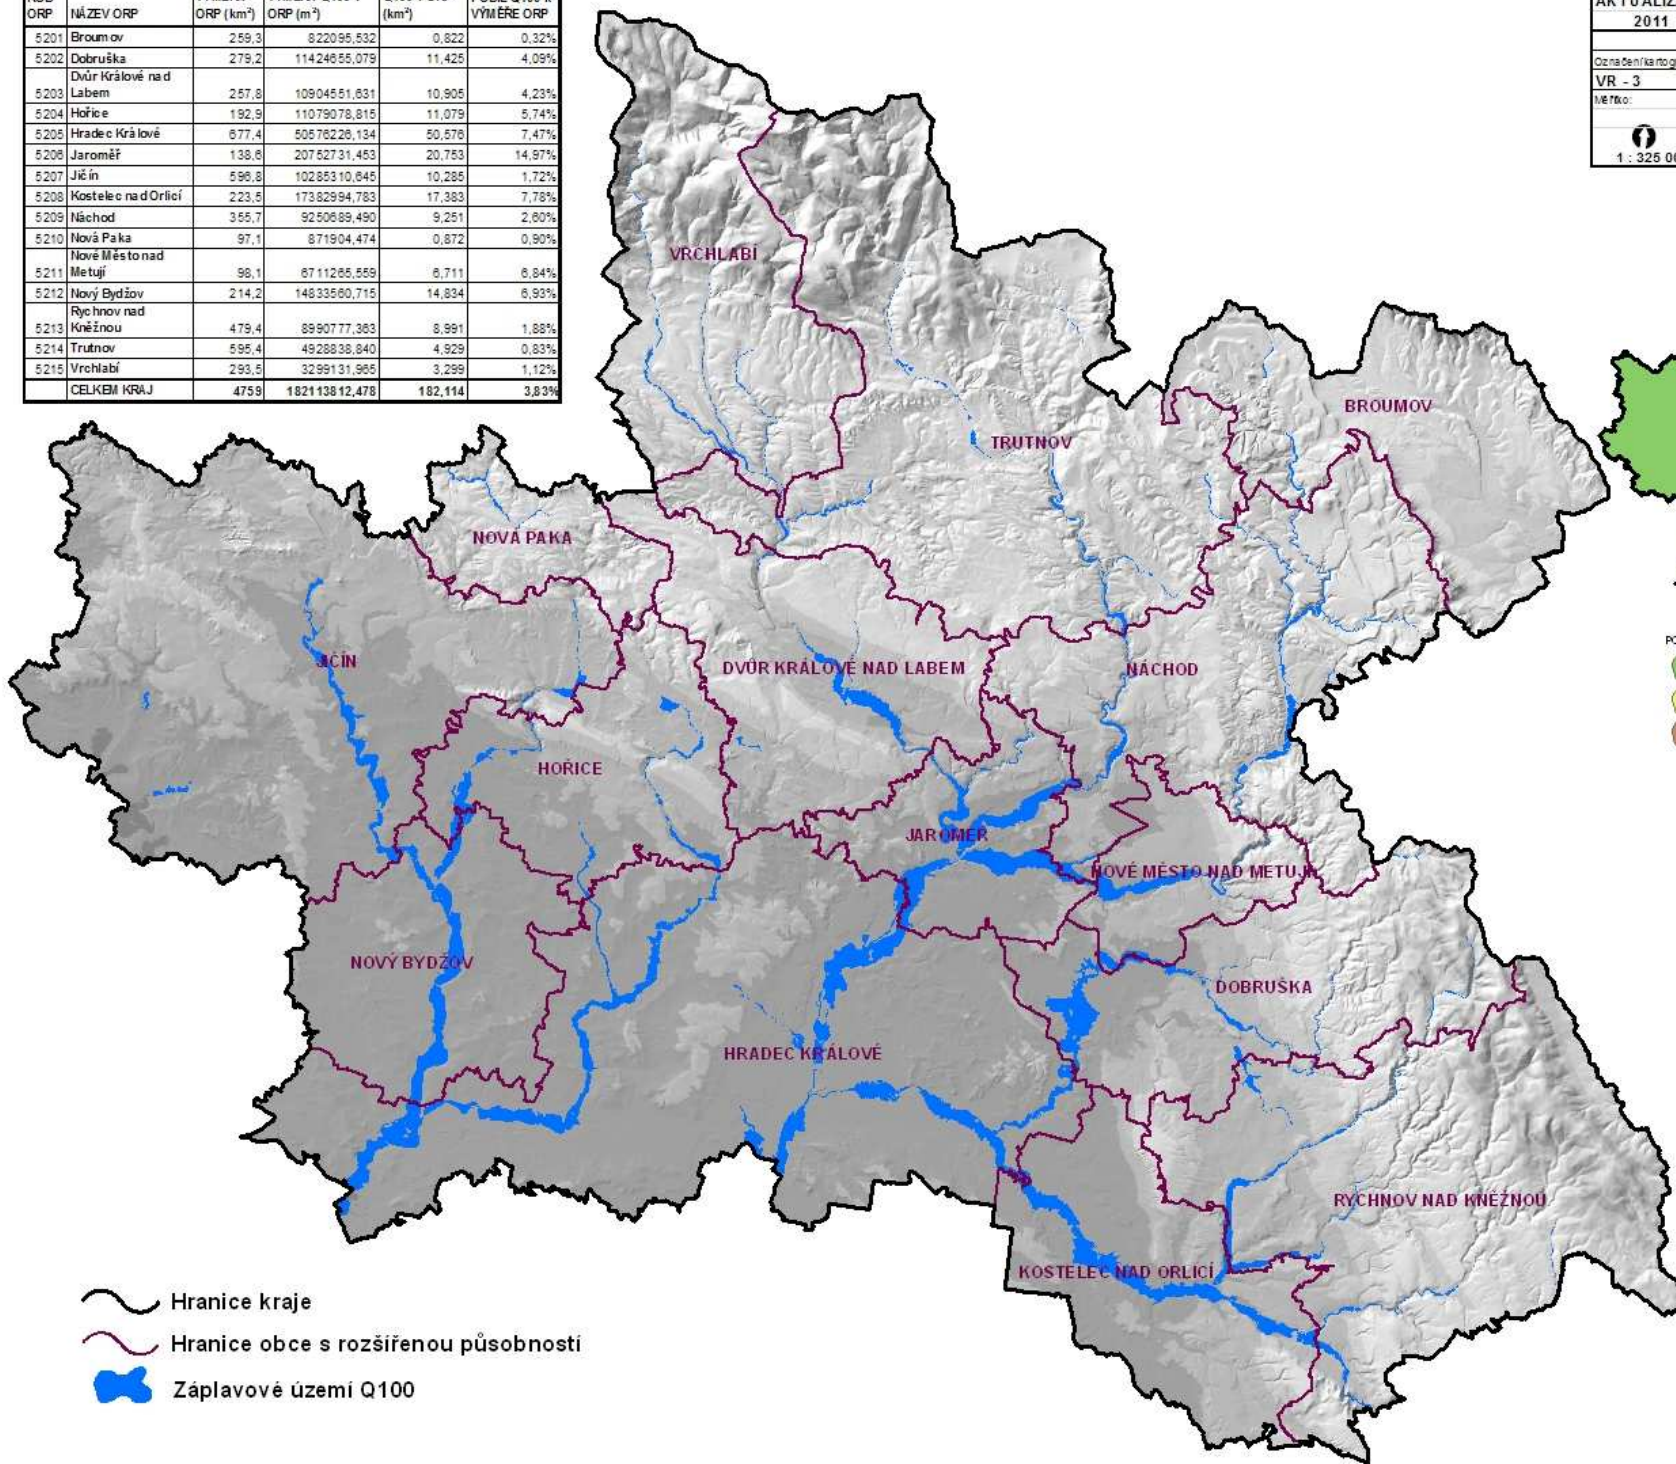 ORP NÁZEV ORP ORP (km²) ORP (m²) (km²) VÝMĚŘE ORP
5201 Broumov 259,3 822095,532 0,822 0,32%
5202 Dobruška 279,2 11424655,079 11,425 4,09%
5203 Dvůr Králové nad Labem 257,8 10904551,631 10,905 4,23%
5204 Hořice 192,9 11079078,815 11,079 5,74%
5205 Hradec Králové 677,4 50576226,134 50,576 7,47%
5206 Jaroměř 138,6 20752731,453 20,753 14,97%
5207 Jičín 596,8 10285310,645 10,285 1,72%
5208 Kostelec nad Orlicí 223,5 17382994,783 17,383 7,78%
5209 Náchod 355,7 9250689,490 9,251 2,60%
5210 Nová Paka 97,1 871904,474 0,872 0,90%
5211 Nové Město nad Metují 98,1 6711265,559 6,711 6,84%
5212 Nový Bydžov 214,2 14833560,715 14,834 6,93%
5213 Rychnov nad Kněžnou 479,4 8990777,363 8,991 1,88%
5214 Trutnov 595,4 4928838,840 4,929 0,83%
5215 Vrchlabí 293,5 3299131,965 3,299 1,12%
CELKEM KRAJ 4759 182113812,478 182,114 3,83%
2011
VR - 3
Měřítko:
VRCHLABÍ
BROUMOV
TRUTNOV
NOVÁ PAKA
JIČÍN
DVŮR KRÁLOVÉ NAD LABEM
NÁCHOD
HOŘICE
JAROMĚŘ
NOVÉ MĚSTO NAD METUJÍ
NOVÝ BYDŽOV
DOBRUŠKA
HRADEC KRÁLOVÉ
RYCHNOV NAD KNĚŽNOU
KOSTELEC NAD ORLICÍ
Hranice kraje
Hranice obce s rozšířenou působností
Záplavové území Q100